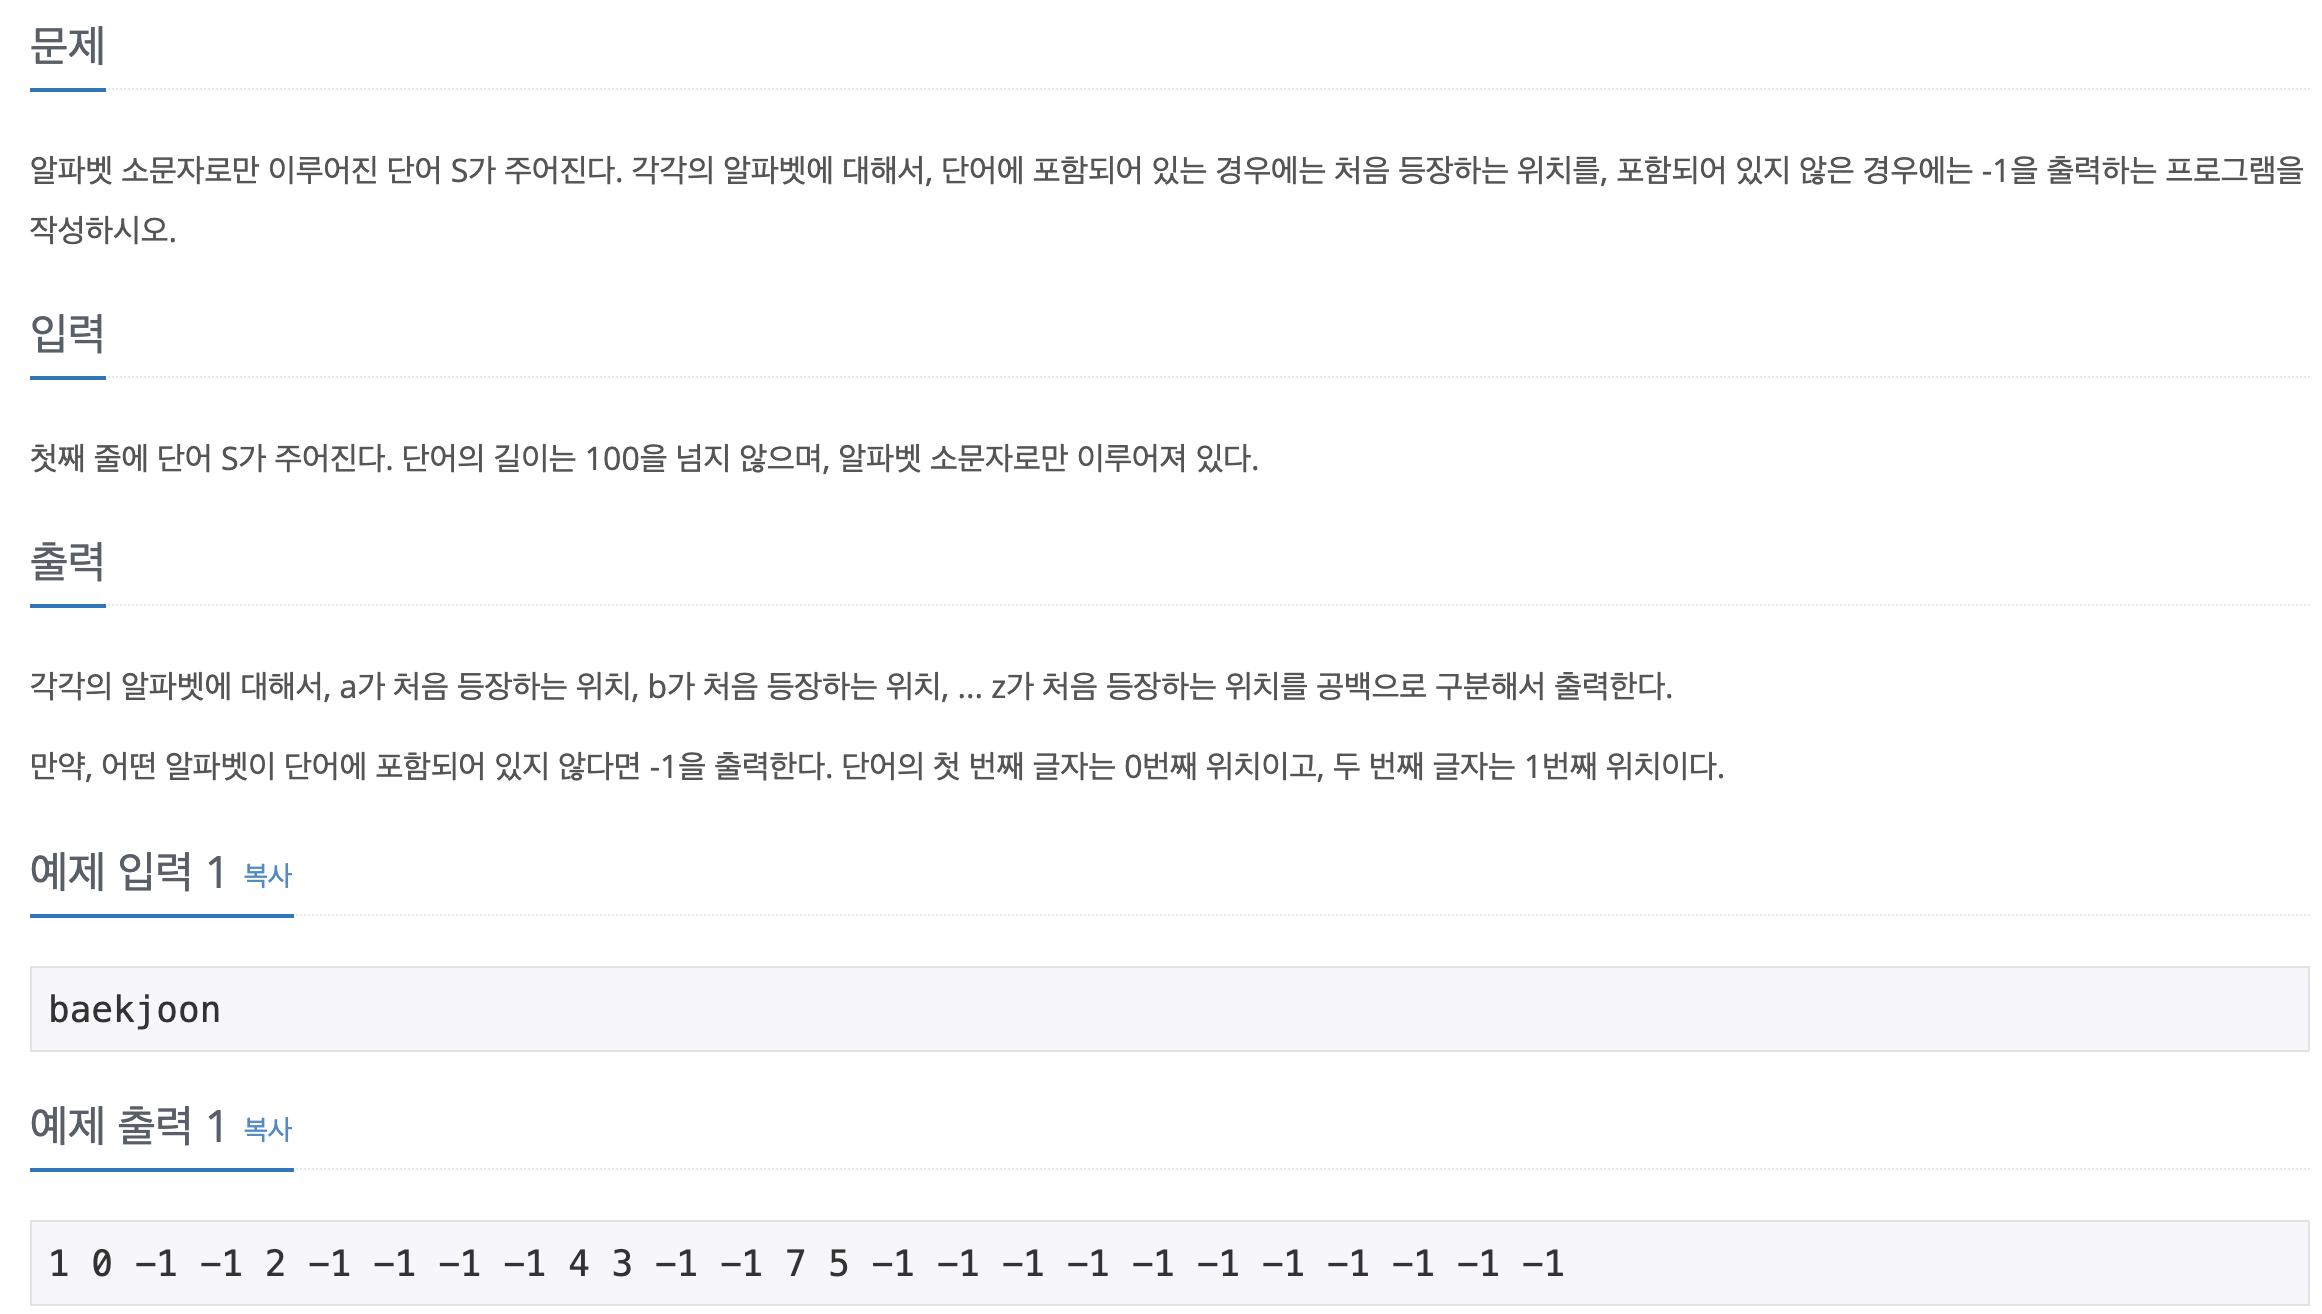 문제
알파벳 소문자로만 이루어진 단어 S가 주어진다. 각각의 알파벳에 대해서, 단어에 포함되어 있는 경우에는 처음 등장하는 위치를, 포함되어 있지 않은 경우에는 -1을 출력하는 프로그램을
작성하시오.
입력
첫째 줄에 단어 S가 주어진다. 단어의 길이는 100을 넘지 않으며, 알파벳 소문자로만 이루어져 있다.
출력
각각의 알파벳에 대해서, a가 처음 등장하는 위치, b가 처음 등장하는 위치, ... z가 처음 등장하는 위치를 공백으로 구분해서 출력한다.
만약, 어떤 알파벳이 단어에 포함되어 있지 않다면 -1을 출력한다. 단어의 첫 번째 글자는 0번째 위치이고, 두 번째 글자는 1번째 위치이다.
예제 입력 1 복사
baekjoon
예제 출력 1 복사
1 0 -1 -1 2 -1 -1 -1 -1 4 3 -1 -1 7 5 -1 -1 -1 -1 -1 -1 -1 -1 -1 -1 -1